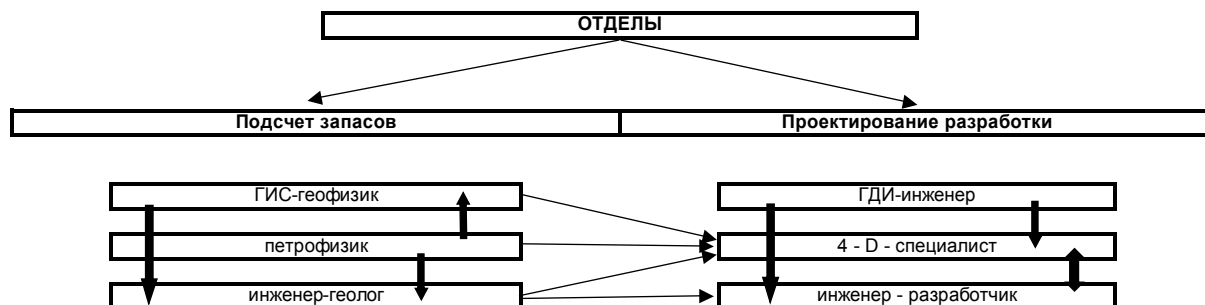 ОТДЕЛЫ
Подсчет запасов
Проектирование разработки
ГИС-геофизик
ГДИ-инженер
петрофизик
4 - D - специалист
инженер-геолог
инженер - разработчик